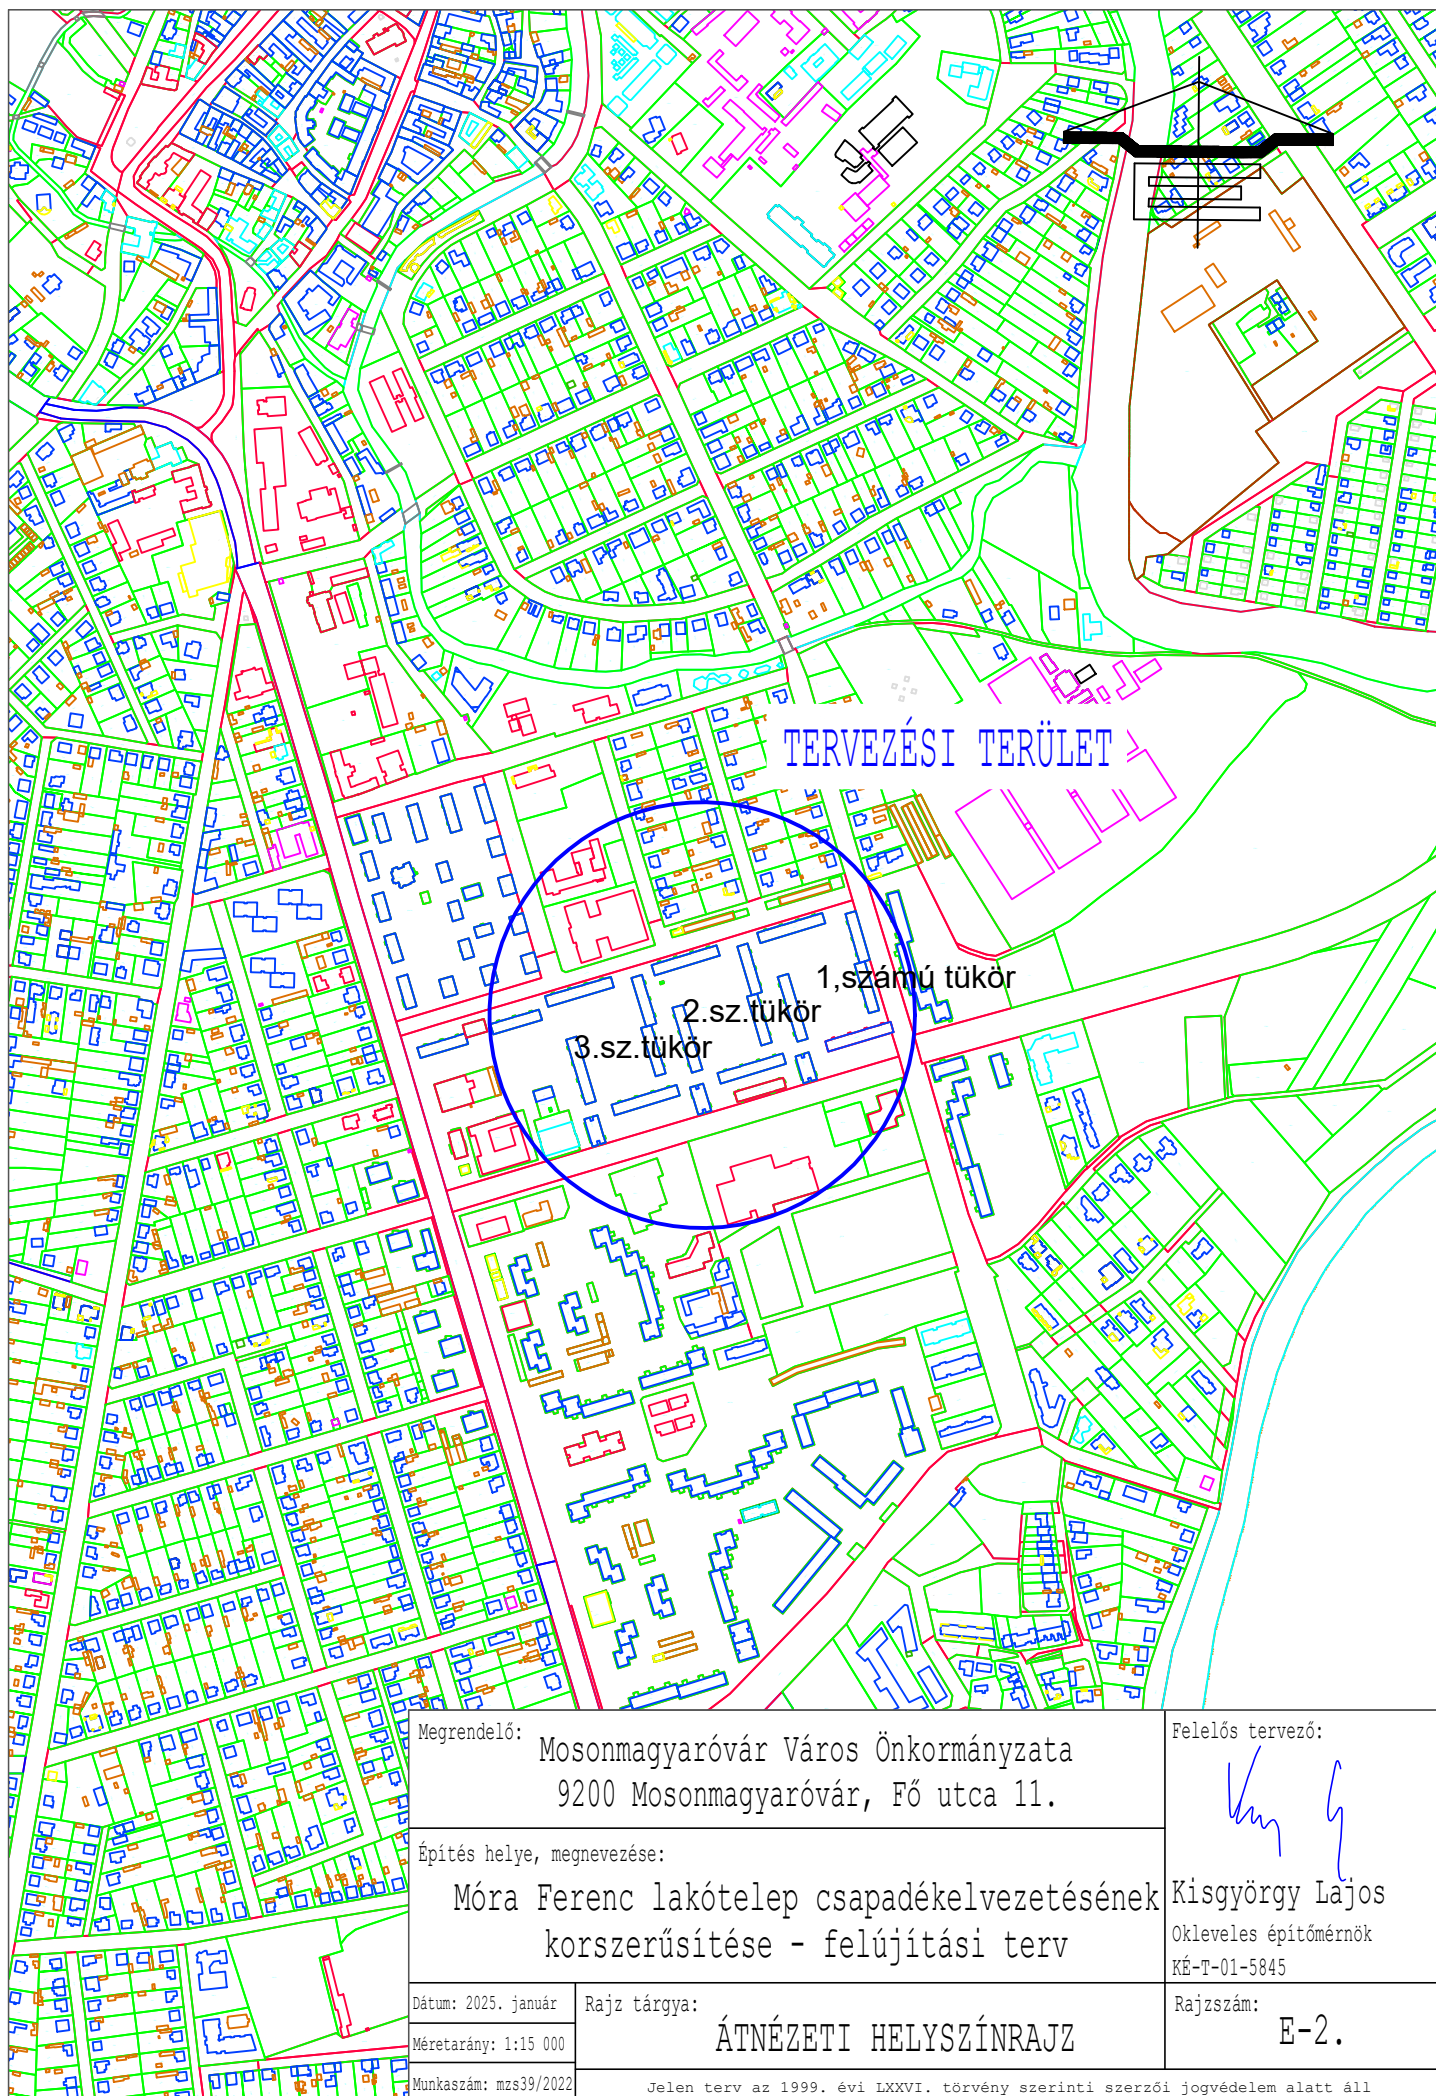 TERVEZÉSI TERÜLET
1,számú tükör
2.sz.tükör
3.sz.tükör
Megrendelő:
Mosonmagyaróvár Város Önkormányzata
9200 Mosonmagyaróvár, Fő utca 11.
Felelős tervező:
Építés helye, megnevezése:
Móra Ferenc lakótelep csapadékelvezetésének
korszerűsítése - felújítási terv
Kisgyörgy Lajos
Okleveles építőmérnök
KÉ-T-01-5845
Dátum: 2025. január
Méretarány: 1:15 000
Munkaszám: mzs39/2022
Rajz tárgya:
ÁTNÉZETI HELYSZÍNRAJZ
Rajzszám:
E-2.
Jelen terv az 1999. évi LXXVI. törvény szerinti szerzői jogvédelem alatt áll